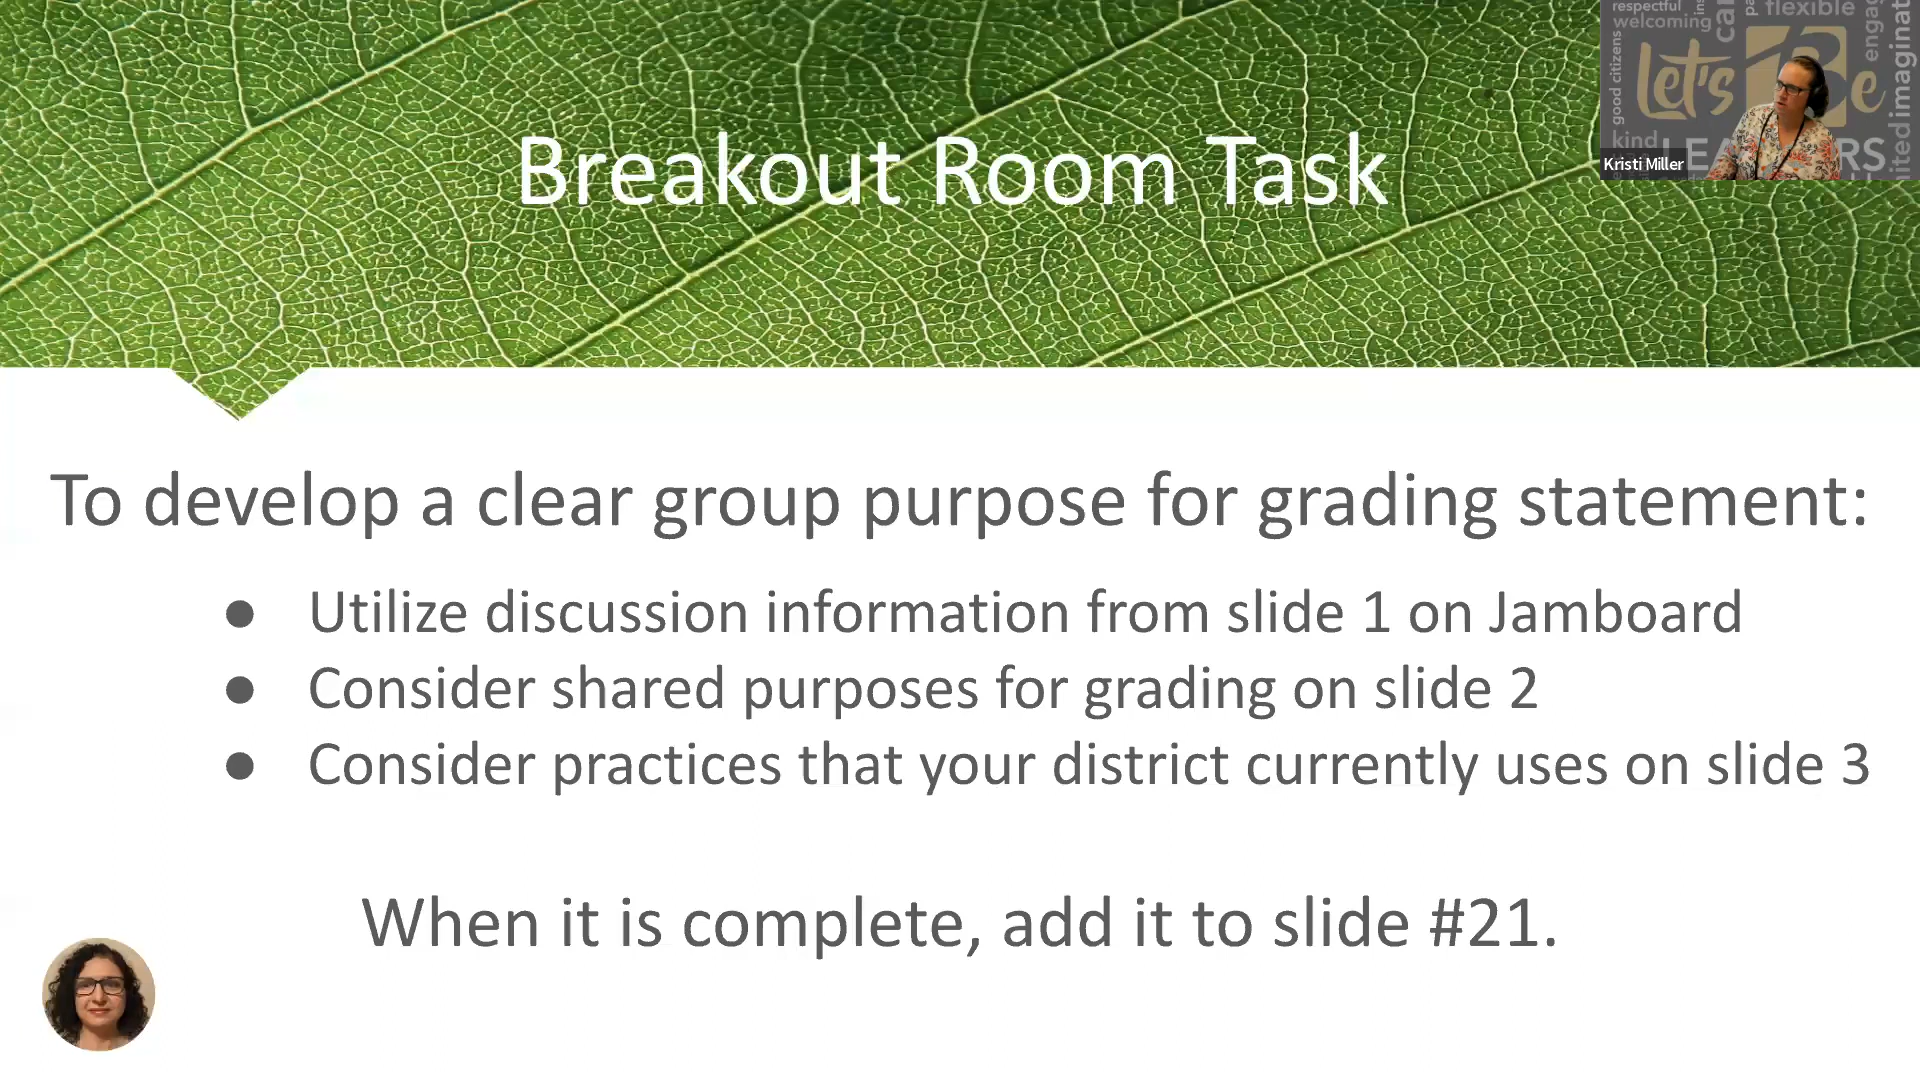 Breakout Room Task
respectful
welcoming
flexible
good citizens
Let's Be
kind
imaginat
Kristi Miller
To develop a clear group purpose for grading statement:
● Utilize discussion information from slide 1 on Jamboard
● Consider shared purposes for grading on slide 2
● Consider practices that your district currently uses on slide 3
When it is complete, add it to slide #21.